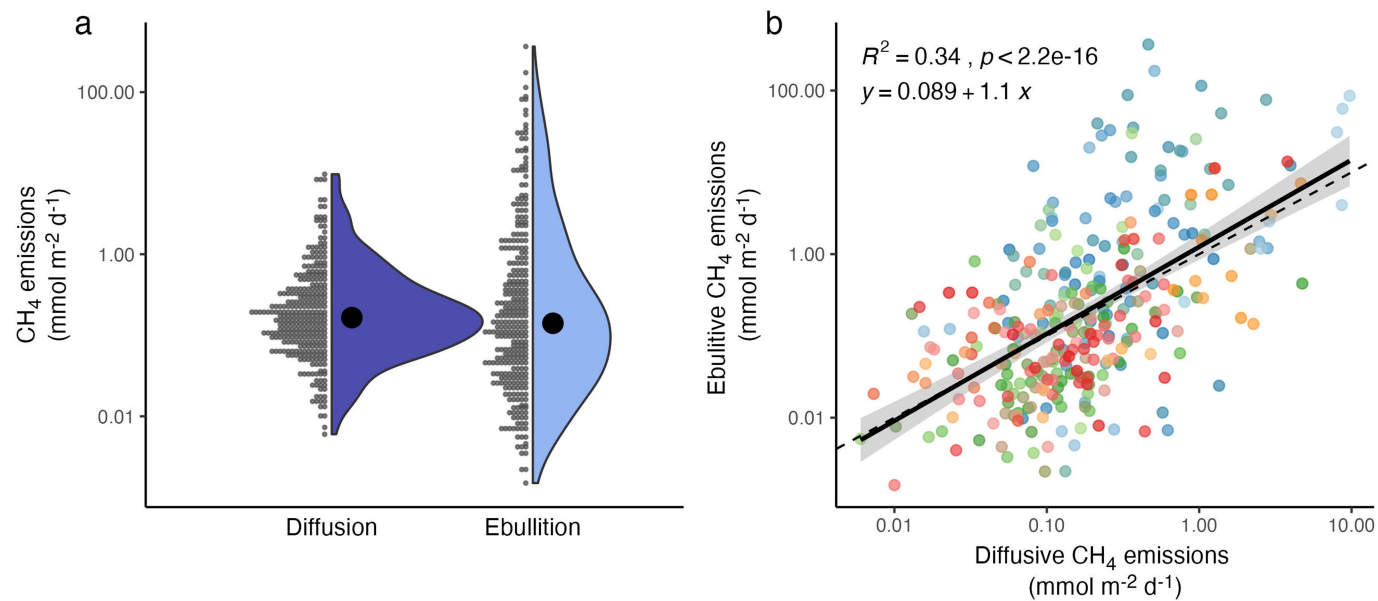 a
CH₄ emissions
(mmol m⁻² d⁻¹)
100.00
1.00
0.01
Diffusion
Ebullition
b
R² = 0.34 , p < 2.2e-16
y = 0.089 + 1.1 x
Ebulitive CH₄ emissions
(mmol m⁻² d⁻¹)
100.00
1.00
0.01
0.01
0.10
1.00
10.00
Diffusive CH₄ emissions
(mmol m⁻² d⁻¹)